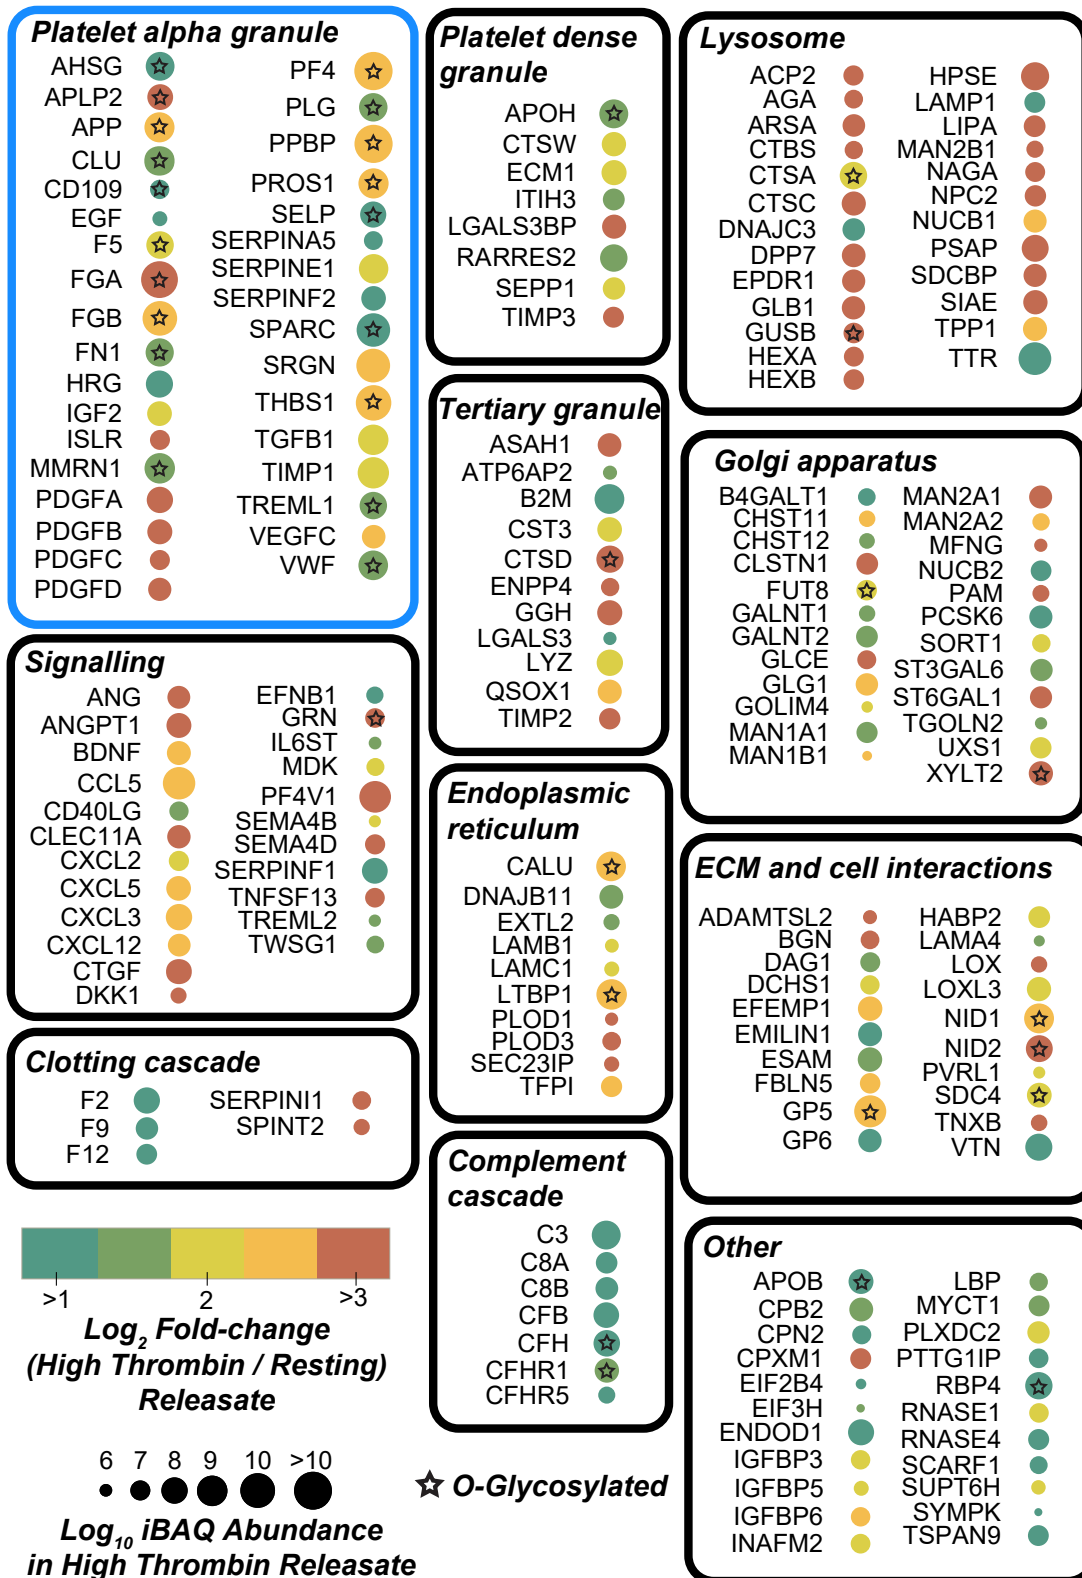 Platelet alpha granule
AHSG
APLP2
APP
CLU
CD109
EGF
F5
FGA
FGB
FN1
HRG
IGF2
ISLR
MMRN1
PDGFA
PDGFB
PDGFC
PDGFD
PF4
PLG
PPBP
PROS1
SELP
SERPINA5
SERPINE1
SERPINF2
SPARC
SRGN
THBS1
TGFB1
TIMP1
TREML1
VEGFC
VWF
Signalling
ANG
ANGPT1
BDNF
CCL5
CD40LG
CLEC11A
CXCL2
CXCL5
CXCL3
CXCL12
CTGF
DKK1
EFNB1
GRN
IL6ST
MDK
PF4V1
SEMA4B
SEMA4D
SERPINF1
TNFSF13
TREML2
TWSG1
Clotting cascade
F2
F9
F12
SERPINI1
SPINT2
>1 2 >3
Log2 Fold-change
(High Thrombin / Resting)
Releasate
6 7 8 9 10 >10
Log10 iBAQ Abundance
in High Thrombin Releasate
Platelet dense
granule
APOH
CTSW
ECM1
ITIH3
LGALS3BP
RARRES2
SEPP1
TIMP3
Tertiary granule
ASAH1
ATP6AP2
B2M
CST3
CTSD
ENPP4
GGH
LGALS3
LYZ
QSOX1
TIMP2
Endoplasmic
reticulum
CALU
DNAJB11
EXTL2
LAMB1
LAMC1
LTBP1
PLOD1
PLOD3
SEC23IP
TFPI
Complement
cascade
C3
C8A
C8B
CFB
CFH
CFHR1
CFHR5
O-Glycosylated
Lysosome
ACP2
AGA
ARSA
CTBS
CTSA
CTSC
DNAJC3
DPP7
EPDR1
GLB1
GUSB
HEXA
HEXB
HPSE
LAMP1
LIPA
MAN2B1
NAGA
NPC2
NUCB1
PSAP
SDCBP
SIAE
TPP1
TTR
Golgi apparatus
B4GALT1
CHST11
CHST12
CLSTN1
FUT8
GALNT1
GALNT2
GLCE
GLG1
GOLIM4
MAN1A1
MAN1B1
MAN2A1
MAN2A2
MFNG
NUCB2
PAM
PCSK6
SORT1
ST3GAL6
ST6GAL1
TGOLN2
UXS1
XYLT2
ECM and cell interactions
ADAMTSL2
BGN
DAG1
DCHS1
EFEMP1
EMILIN1
ESAM
FBLN5
GP5
GP6
HABP2
LAMA4
LOX
LOXL3
NID1
NID2
PVRL1
SDC4
TNXB
VTN
Other
APOB
CPB2
CPN2
CPXM1
EIF2B4
EIF3H
ENDOD1
IGFBP3
IGFBP5
IGFBP6
INAFM2
LBP
MYCT1
PLXDC2
PTTG1IP
RBP4
RNASE1
RNASE4
SCARF1
SUPT6H
SYMPK
TSPAN9